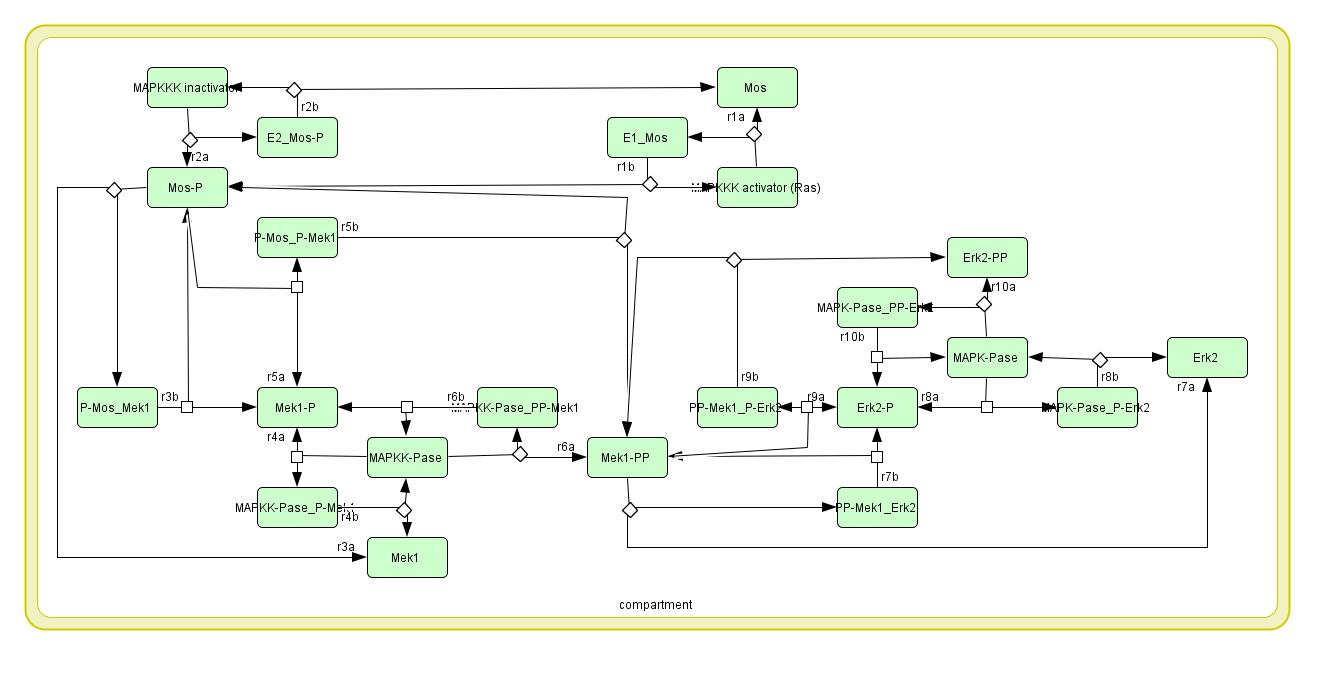 MAPKKK inactivator
Mos
r2b
r1a
E2_Mos-P
E1_Mos
r2a
r1b
Mos-P
MAPKKK activator (Ras)
P-Mos_P-Mek1
r5b
Erk2-PP
r10a
MAPK-Pase_PP-Erk2
r10b
MAPK-Pase
Erk2
r5a
r9b
r8b
r7a
P-Mos_Mek1
r3b
Mek1-P
r6b
MAPKK-Pase_PP-Mek1
PP-Mek1_P-Erk2
r9a
Erk2-P
r8a
MAPK-Pase_P-Erk2
r4a
MAPKK-Pase
r6a
Mek1-PP
r7b
MAPKK-Pase_P-Mek1
r4b
PP-Mek1_Erk2
r3a
Mek1
compartment